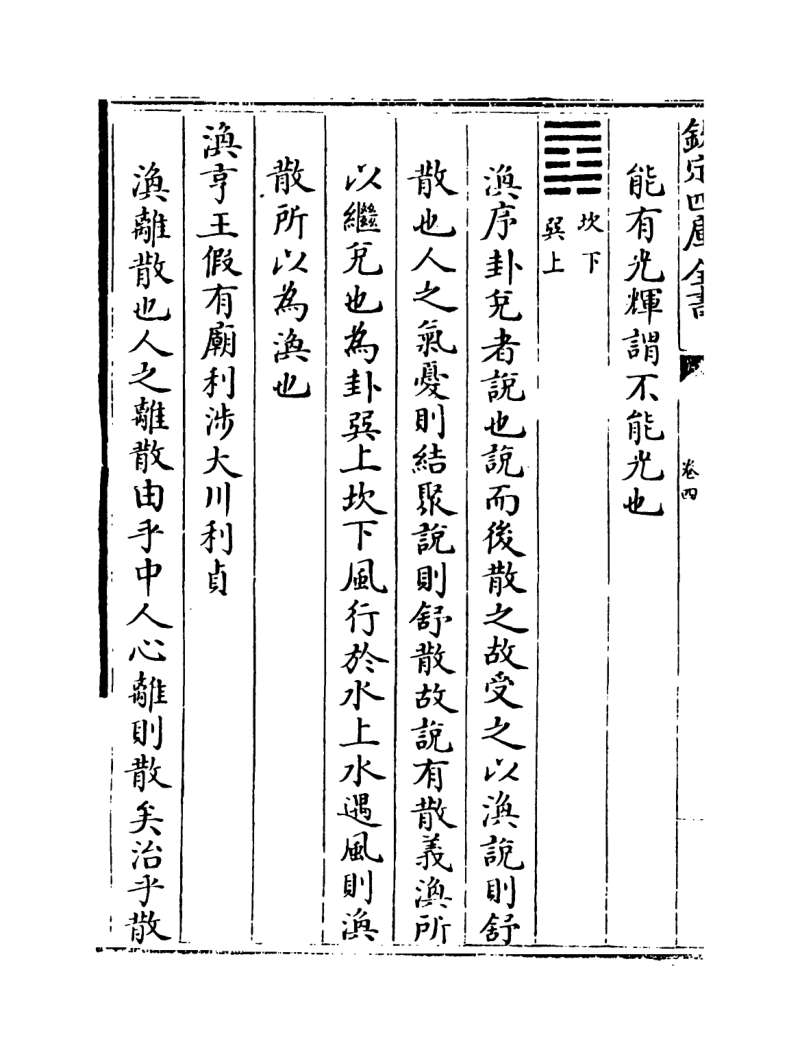 欽定四庫全書
卷四
能有光輝謂不能光也
坎下
巽上
渙序卦兌者說也說而後散之故受之以渙說則舒
散也人之氣憂則結聚說則舒散故說有散義渙所
以繼兌也為卦巽上坎下風行於水上水遇風則渙
散所以為渙也
渙亨王假有廟利涉大川利貞
渙離散也人之離散由乎中人心離則散矣治乎散